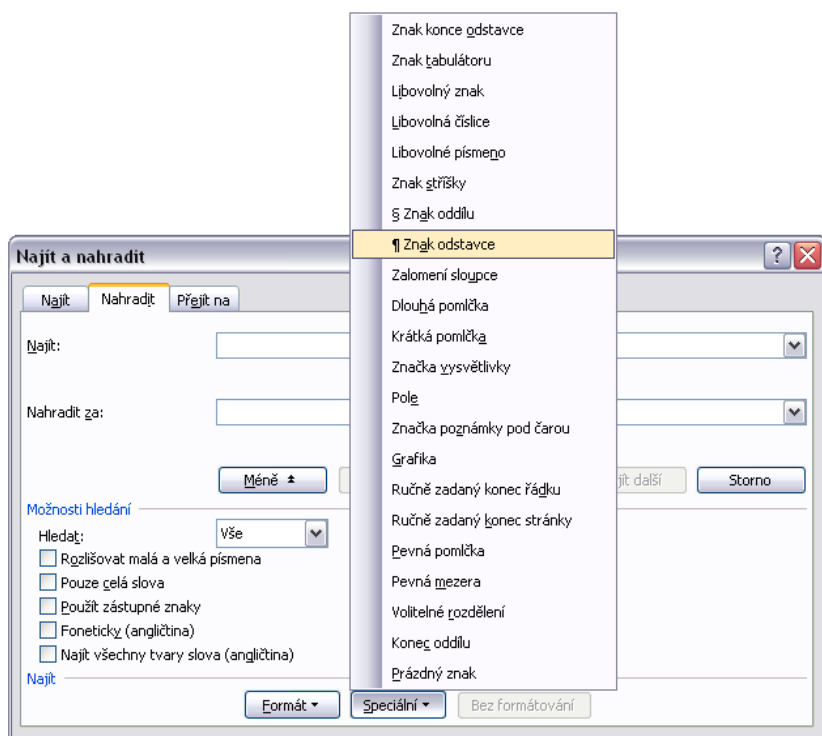 Znak konce odstavce
Znak tabulátoru
Libovolný znak
Libovolná číslice
Libovolné písmeno
Znak stříšky
§ Znak oddílu
¶ Znak odstavce
Zalomení sloupce
Dlouhá pomlčka
Krátká pomlčka
Značka vysvětlivky
Pole
Značka poznámky pod čarou
Grafika
Ručně zadaný konec řádku
Ručně zadaný konec stránky
Pevná pomlčka
Pevná mezera
Volitelné rozdělení
Konec oddílu
Prázdný znak
Najít a nahradit
Najít Nahradit Přejít na
Najít:
Nahradit za:
Méně jít další Storno
Možnosti hledání
Hledat: Vše
Rozlišovat malá a velká písmena
Pouze celá slova
Použít zástupné znaky
Foneticky (angličtina)
Najít všechny tvary slova (angličtina)
Najít
Formát Speciální Bez formátování